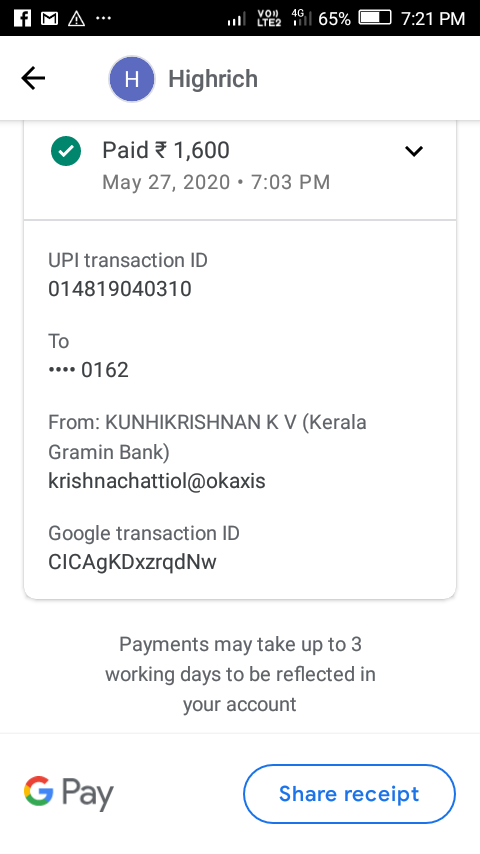 VO)) LTE2 4G 65% 7:21 PM
H Highrich
Paid ₹ 1,600
May 27, 2020 • 7:03 PM
UPI transaction ID
014819040310
To
•••• 0162
From: KUNHIKRISHNAN K V (Kerala
Gramin Bank)
krishnachattiol@okaxis
Google transaction ID
CICAgKDxzrqdNw
Payments may take up to 3
working days to be reflected in
your account
G Pay Share receipt